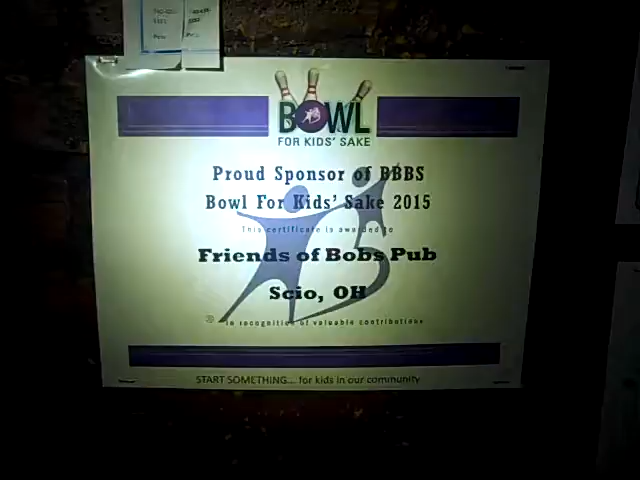 BOWL
FOR KIDS' SAKE
Proud Sponsor of BBBS
Bowl For Kids' Sake 2015
This certificate is awarded to
Friends of Bobs Pub
Scio, OH
in recognition of valuable contributions
START SOMETHING... for kids in our community